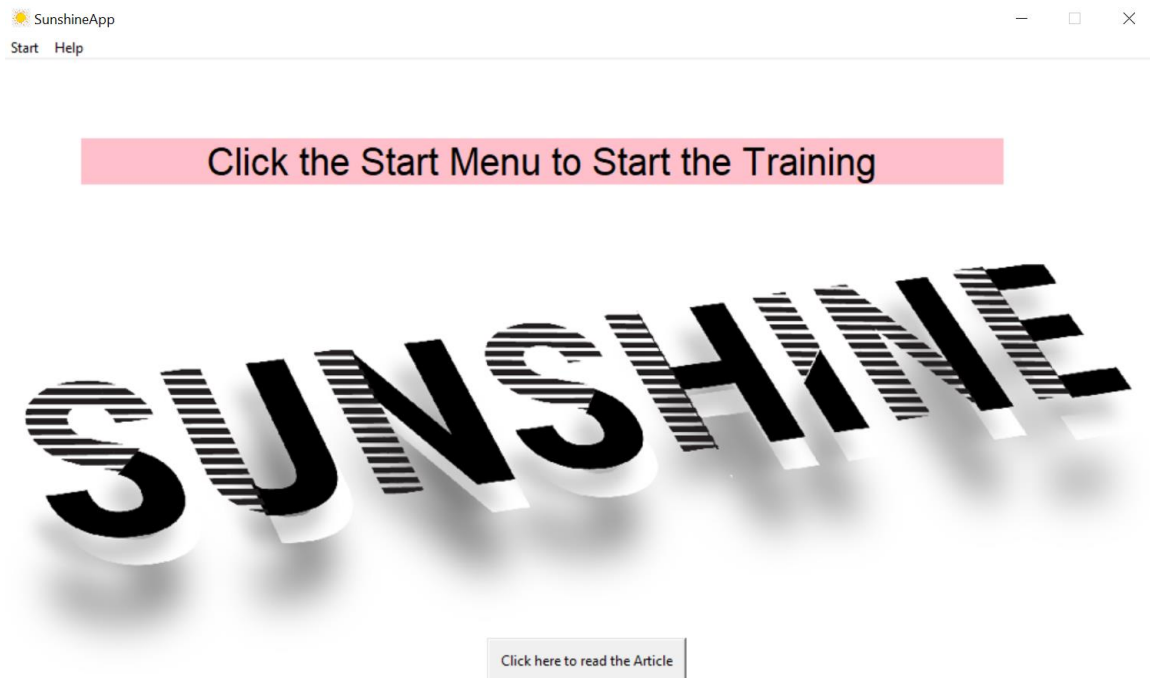 SunshineApp
Start Help
Click the Start Menu to Start the Training
SUNSHINE
Click here to read the Article